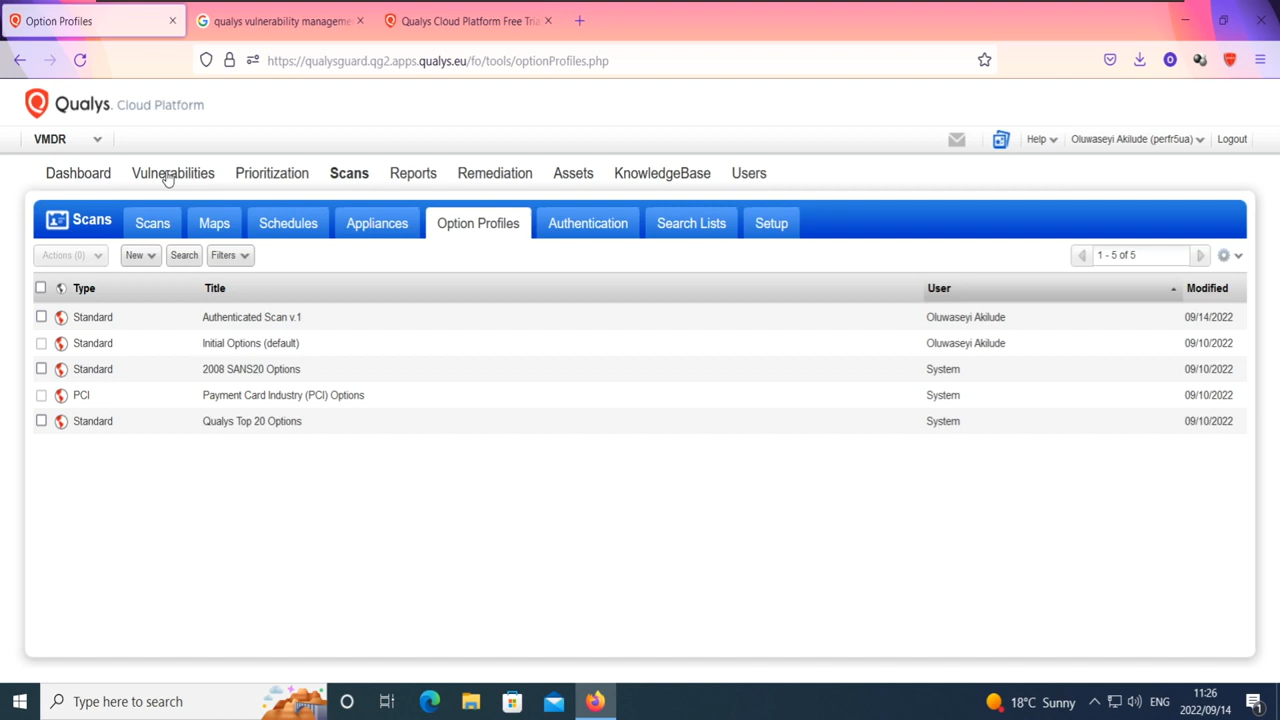 Option Profiles
qualys vulnerability manageme
Qualys Cloud Platform Free Tria
https://qualysguard.qg2.apps.qualys.eu/fo/tools/optionProfiles.php
Qualys. Cloud Platform
VMDR
Help
Oluwaseyi Akilude (perfr5ua)
Logout
Dashboard Vulnerabilities Prioritization Scans Reports Remediation Assets KnowledgeBase Users
Scans Scans Maps Schedules Appliances Option Profiles Authentication Search Lists Setup
Actions (0) New Search Filters 1 - 5 of 5
Type Title User Modified
Standard Authenticated Scan v.1 Oluwaseyi Akilude 09/14/2022
Standard Initial Options (default) Oluwaseyi Akilude 09/10/2022
Standard 2008 SANS20 Options System 09/10/2022
PCI Payment Card Industry (PCI) Options System 09/10/2022
Standard Qualys Top 20 Options System 09/10/2022
Type here to search
18°C Sunny
ENG
11:26
2022/09/14
1